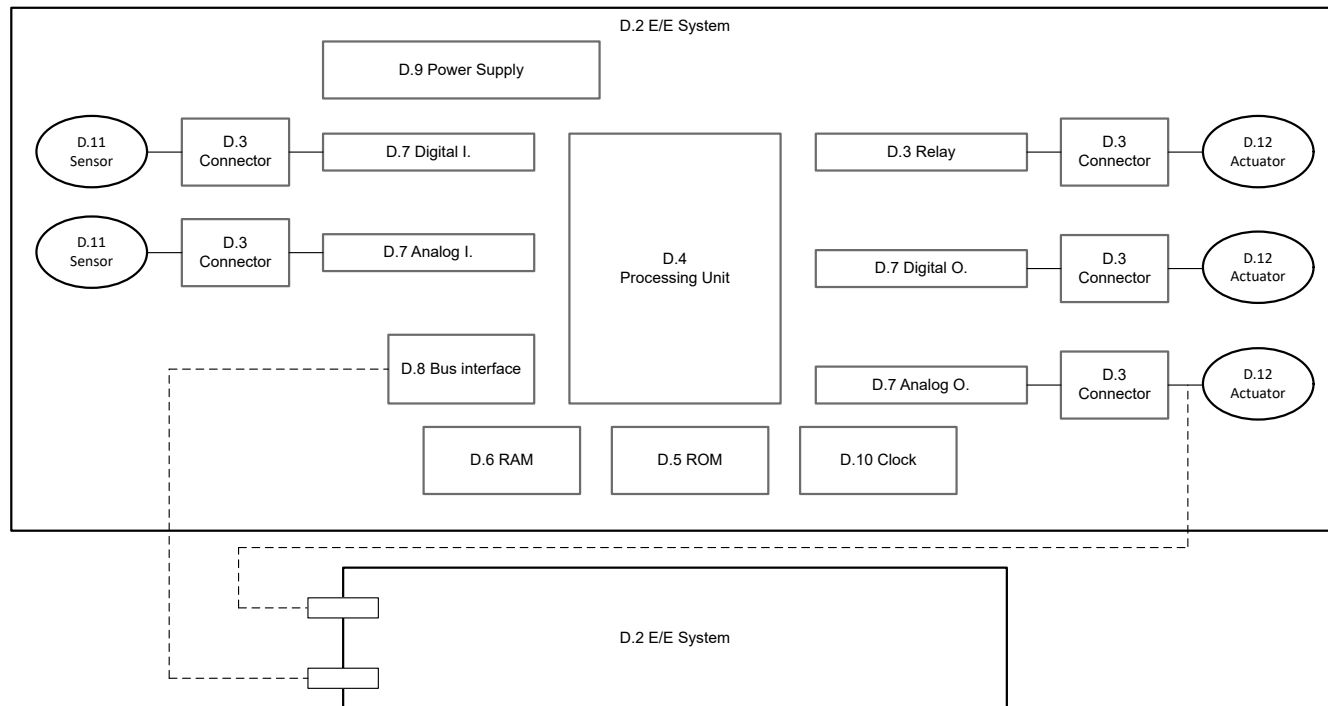 D.2 E/E System
D.9 Power Supply
D.11
Sensor
D.3
Connector
D.7 Digital I.
D.3 Relay
D.3
Connector
D.12
Actuator
D.11
Sensor
D.3
Connector
D.7 Analog I.
D.4
Processing Unit
D.7 Digital O.
D.3
Connector
D.12
Actuator
D.8 Bus interface
D.7 Analog O.
D.3
Connector
D.12
Actuator
D.6 RAM
D.5 ROM
D.10 Clock
D.2 E/E System